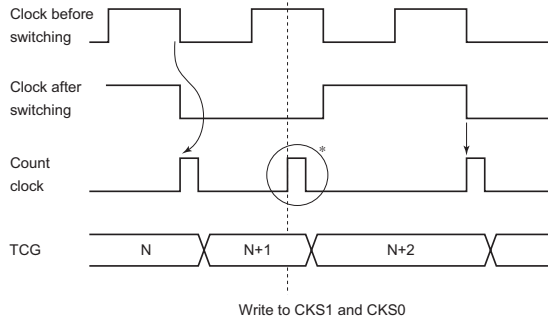 Clock before
switching
Clock after
switching
Count
clock
*
TCG
N
N+1
N+2
Write to CKS1 and CKS0